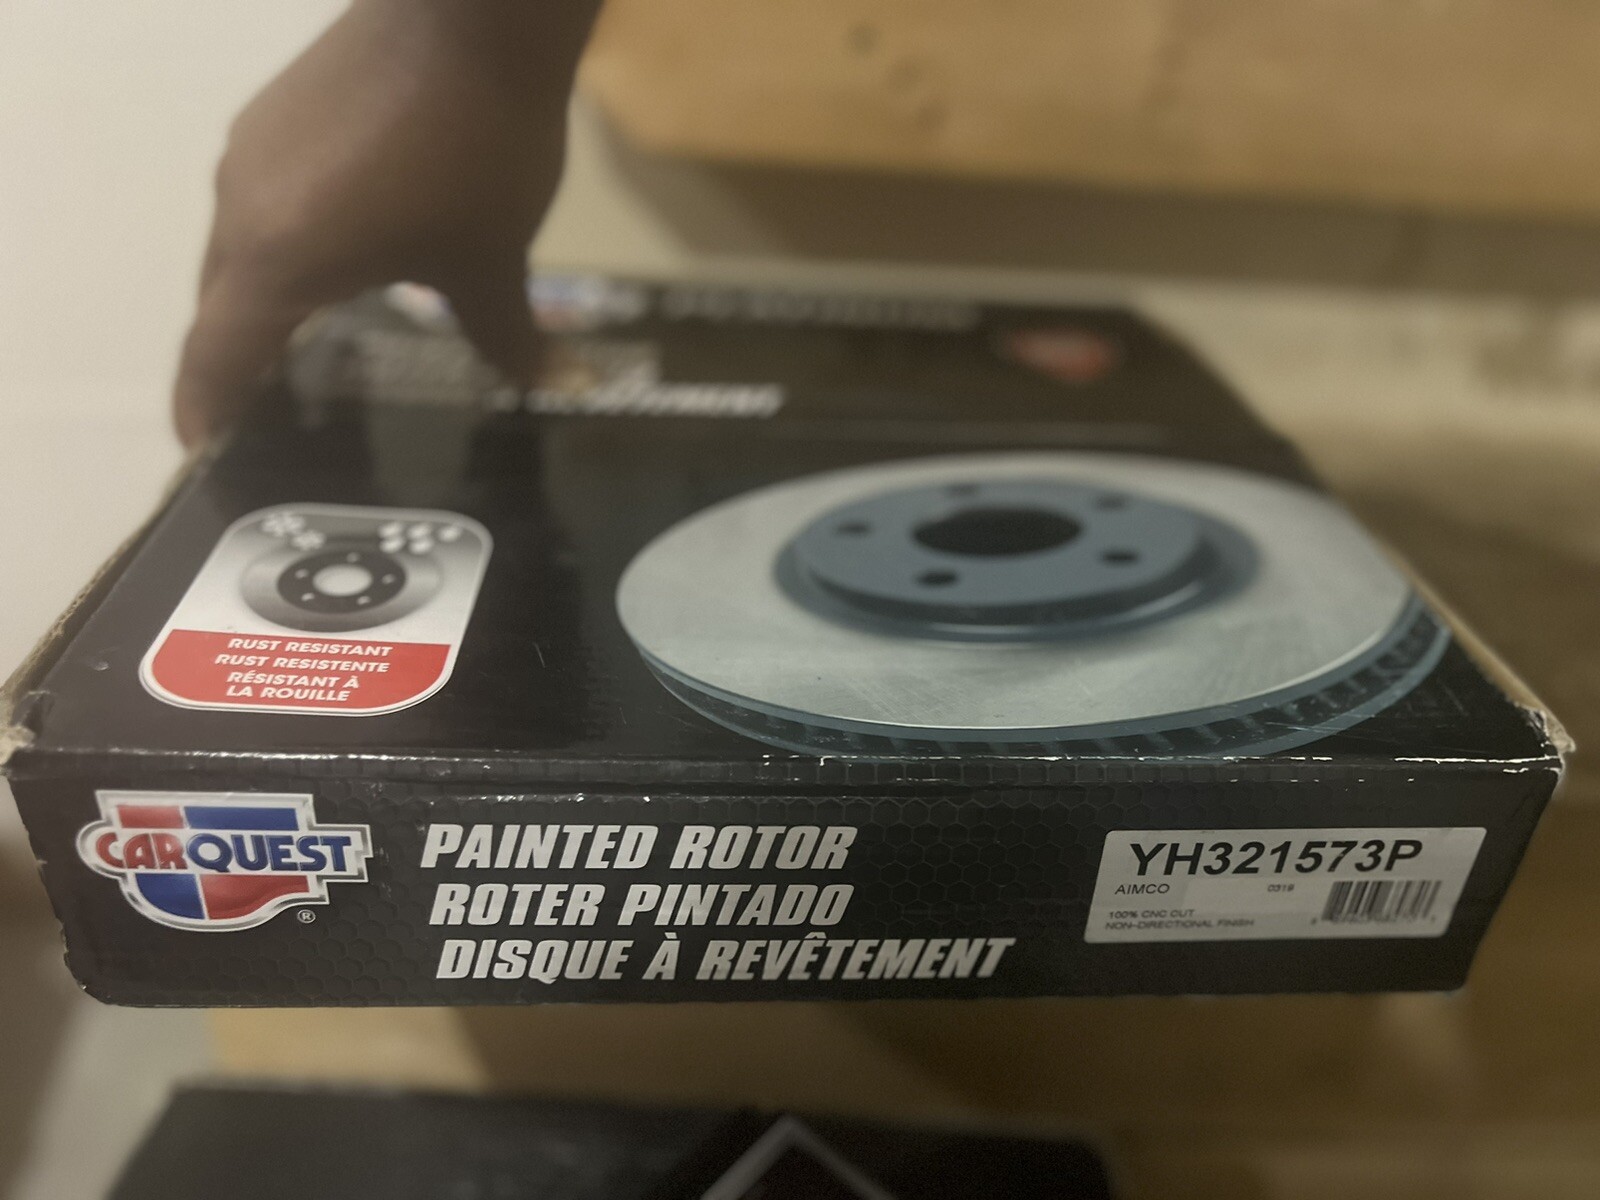 RUST RESISTANT
RUST RESISTENTE
RÉSISTANT À
LA ROUILLE
CARQUEST
®
PAINTED ROTOR
ROTER PINTADO
DISQUE À REVÊTEMENT
YH321573P
AIMCO 0319
100% CNC CUT
NON-DIRECTIONAL FINISH